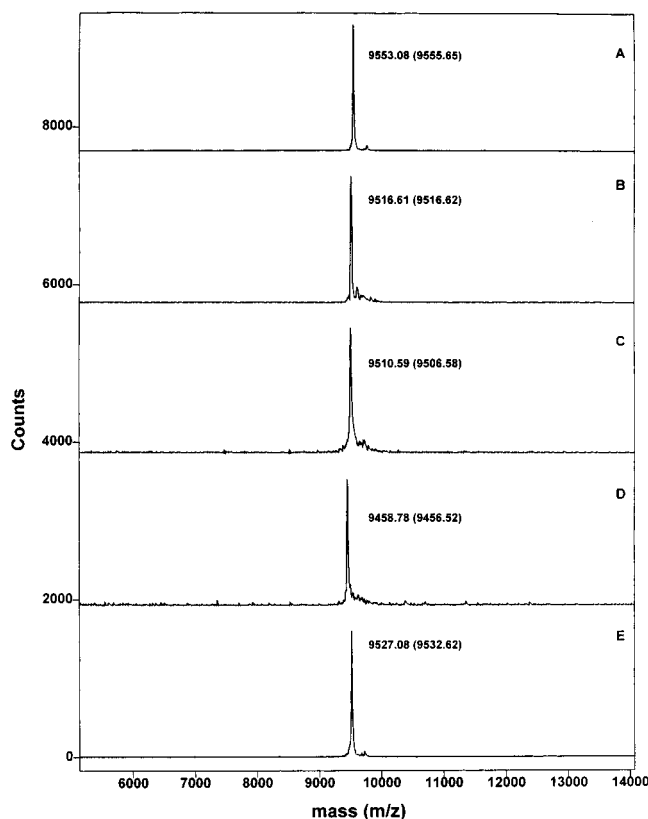 9553.08 (9555.65) A
8000
9516.61 (9516.62) B
6000
9510.59 (9506.58) C
4000
Counts
9458.78 (9456.52) D
2000
9527.08 (9532.62) E
0
6000 7000 8000 9000 10000 11000 12000 13000 14000
mass (m/z)